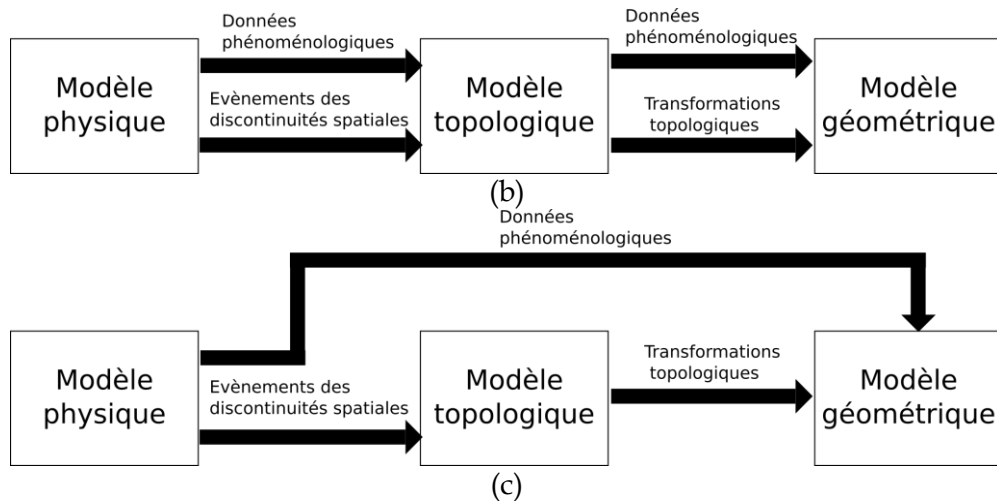 Données
phénoménologiques
Données
phénoménologiques
Modèle
physique
Evènements des
discontinuités spatiales
Modèle
topologique
Transformations
topologiques
Modèle
géométrique
(b)
Données
phénoménologiques
Modèle
physique
Evènements des
discontinuités spatiales
Modèle
topologique
Transformations
topologiques
Modèle
géométrique
(c)